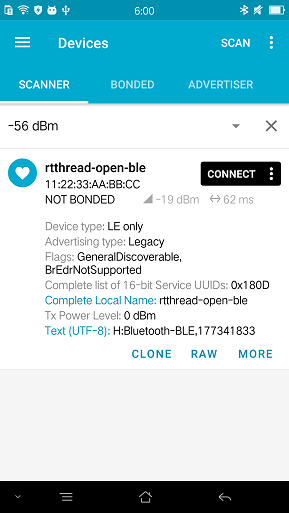 6:00
Devices
SCAN
SCANNER
BONDED
ADVERTISER
-56 dBm
rtthread-open-ble
CONNECT
11:22:33:AA:BB:CC
NOT BONDED
-19 dBm
62 ms
Device type: LE only
Advertising type: Legacy
Flags: GeneralDiscoverable,
BrEdrNotSupported
Complete list of 16-bit Service UUIDs: 0x180D
Complete Local Name: rtthread-open-ble
Tx Power Level: 0 dBm
Text (UTF-8): H:Bluetooth-BLE,177341833
CLONE
RAW
MORE